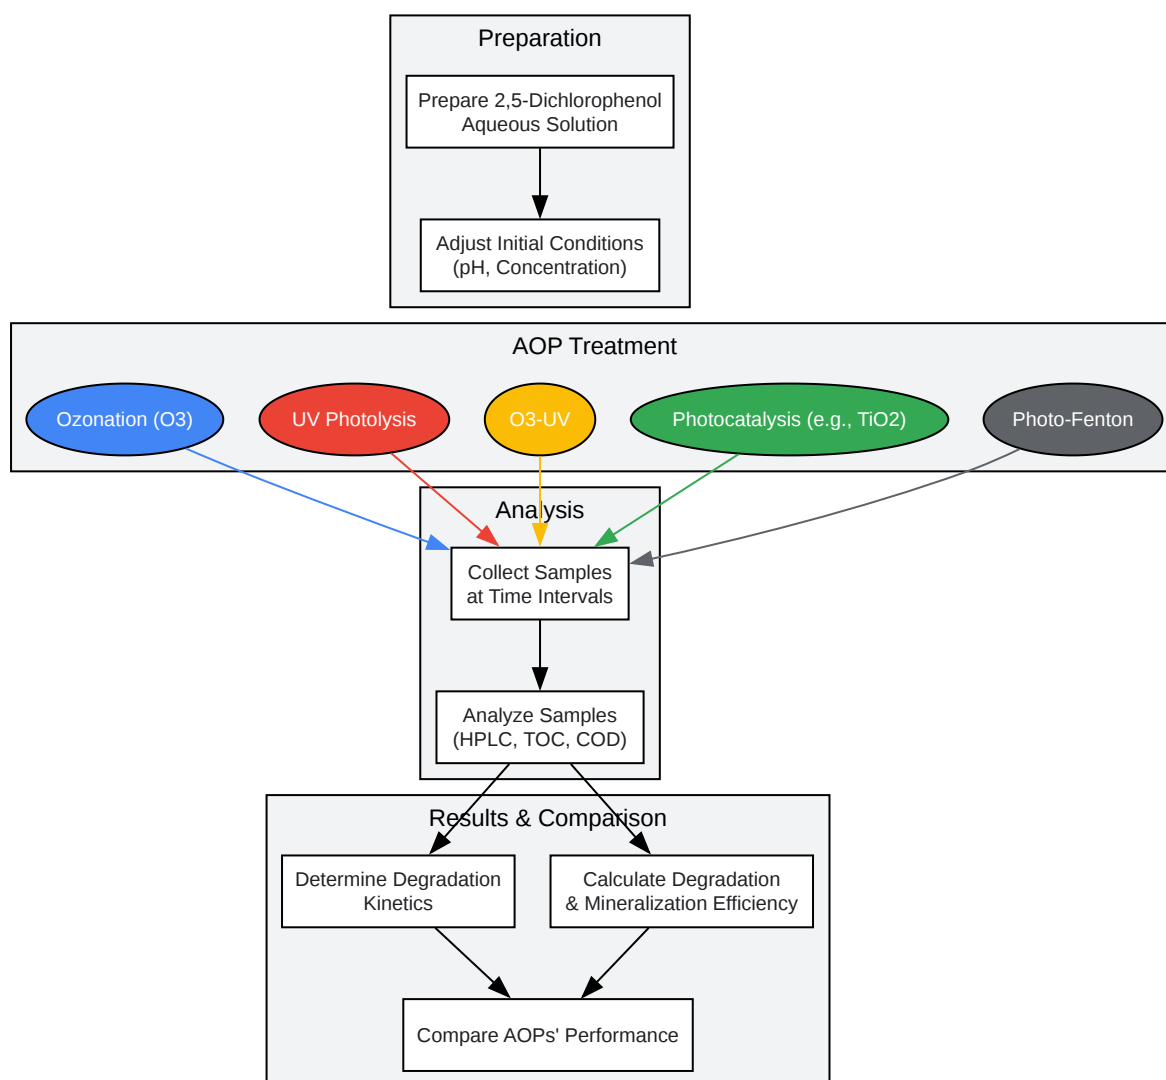 Preparation
Prepare 2,5-Dichlorophenol
Aqueous Solution
Adjust Initial Conditions
(pH, Concentration)
AOP Treatment
Ozonation (O3)
UV Photolysis
O3-UV
Photocatalysis (e.g., TiO2)
Photo-Fenton
Analysis
Collect Samples
at Time Intervals
Analyze Samples
(HPLC, TOC, COD)
Results & Comparison
Determine Degradation
Kinetics
Calculate Degradation
& Mineralization Efficiency
Compare AOPs' Performance